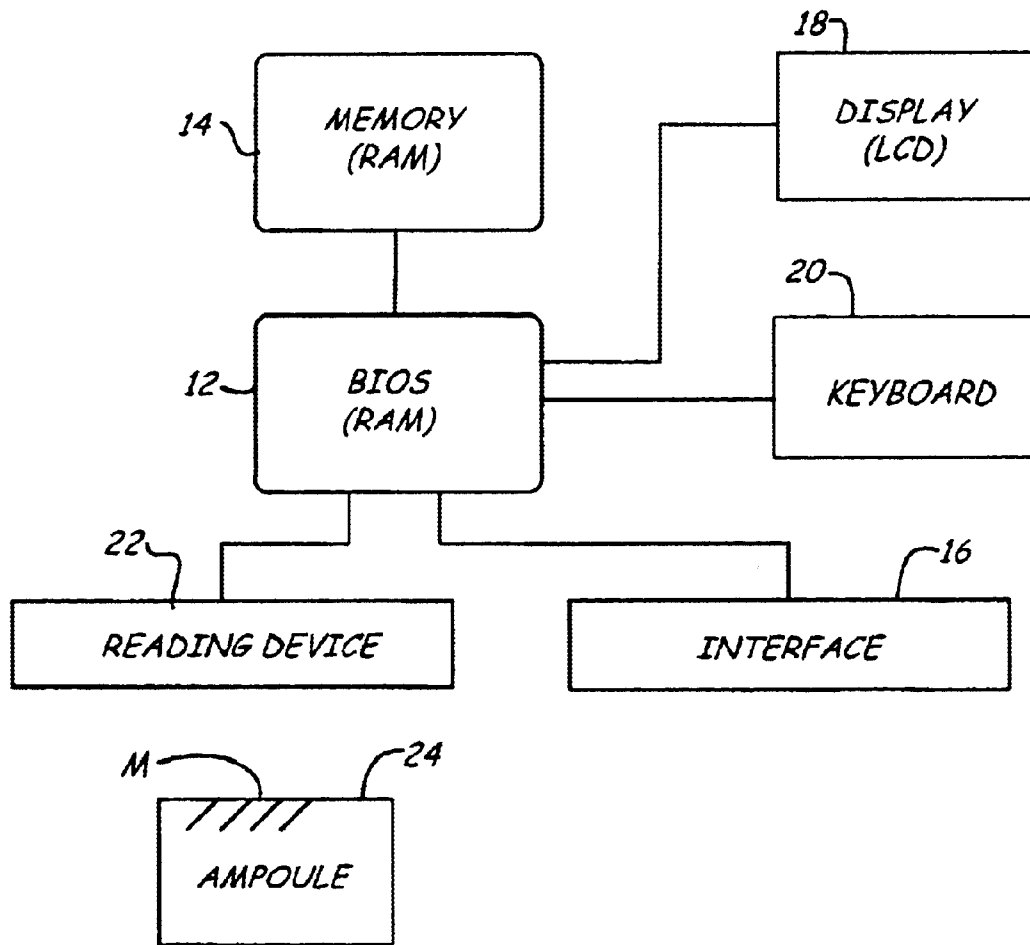 18
14
MEMORY
(RAM)
DISPLAY
(LCD)
20
12
BIOS
(RAM)
KEYBOARD
22
16
READING DEVICE
INTERFACE
M
24
AMPOULE